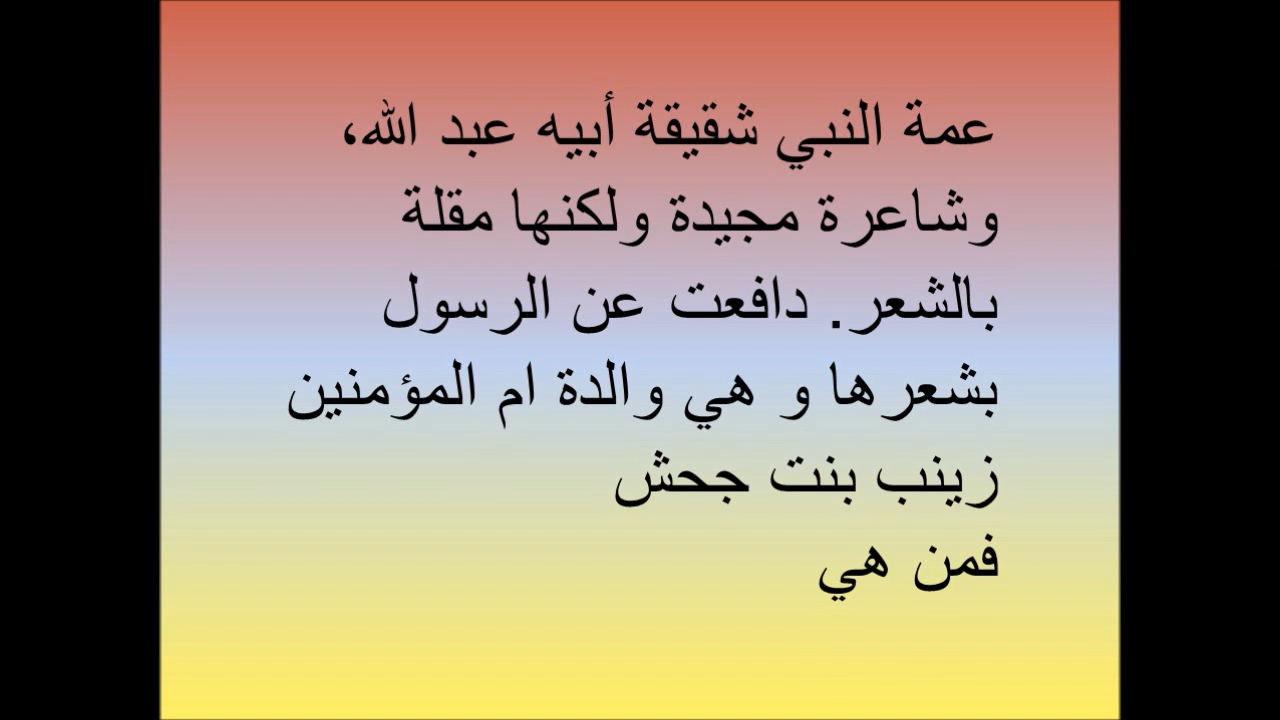 عمة النبي شقيقة أبيه عبد الله،
وشاعرة مجيدة ولكنها مقلة
بالشعر. دافعت عن الرسول
بشعرها و هي والدة ام المؤمنين
زينب بنت جحش
فمن هي